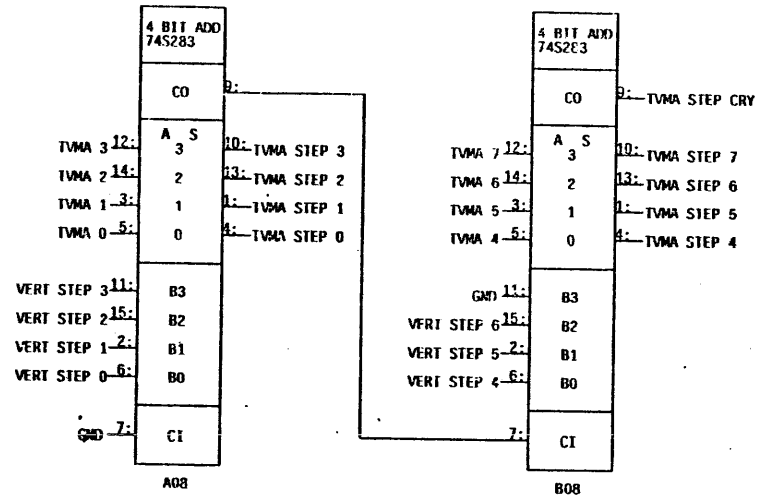 4 BIT ADD
74S283
CO
9:
A S
TVMA 3 12: 3 10: TVMA STEP 3
TVMA 2 14: 2 13: TVMA STEP 2
TVMA 1 3: 1 1: TVMA STEP 1
TVMA 0 5: 0 4: TVMA STEP 0
VERT STEP 3 11: B3
VERT STEP 2 15: B2
VERT STEP 1 2: B1
VERT STEP 0 6: B0
GND 7: CI
A08
4 BIT ADD
74S283
CO 9: TVMA STEP CRY
A S
TVMA 7 12: 3 10: TVMA STEP 7
TVMA 6 14: 2 13: TVMA STEP 6
TVMA 5 3: 1 1: TVMA STEP 5
TVMA 4 5: 0 4: TVMA STEP 4
GND 11: B3
VERT STEP 6 15: B2
VERT STEP 5 2: B1
VERT STEP 4 6: B0
7: CI
B08